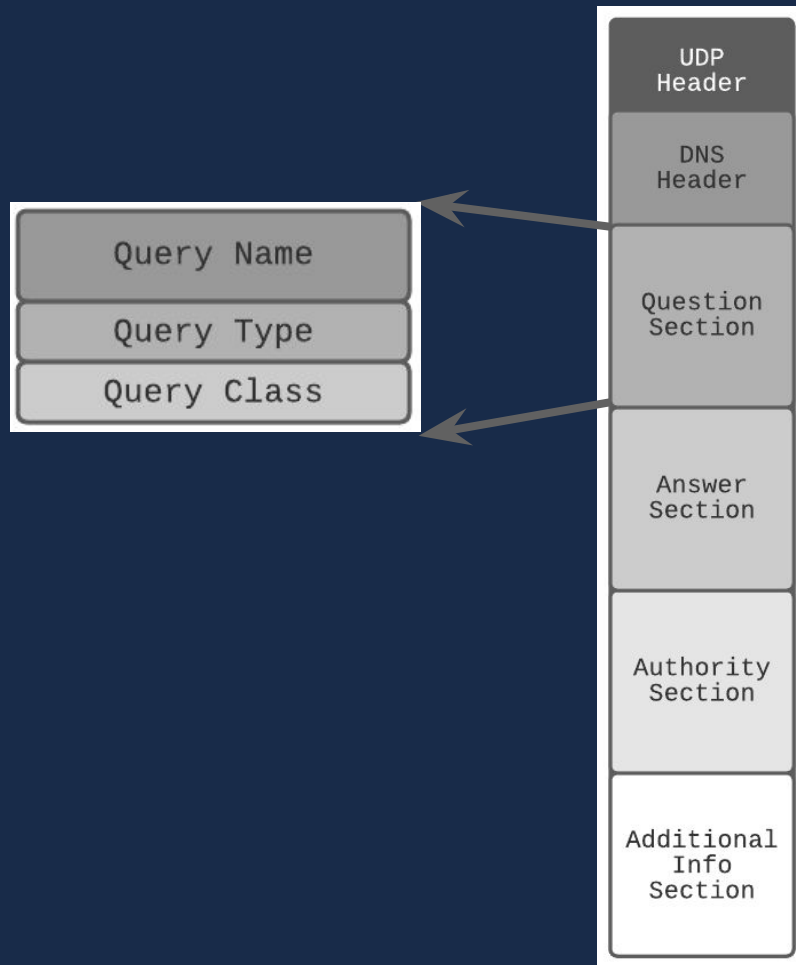 UDP
Header
DNS
Header
Query Name
Query Type
Query Class
Question
Section
Answer
Section
Authority
Section
Additional
Info
Section